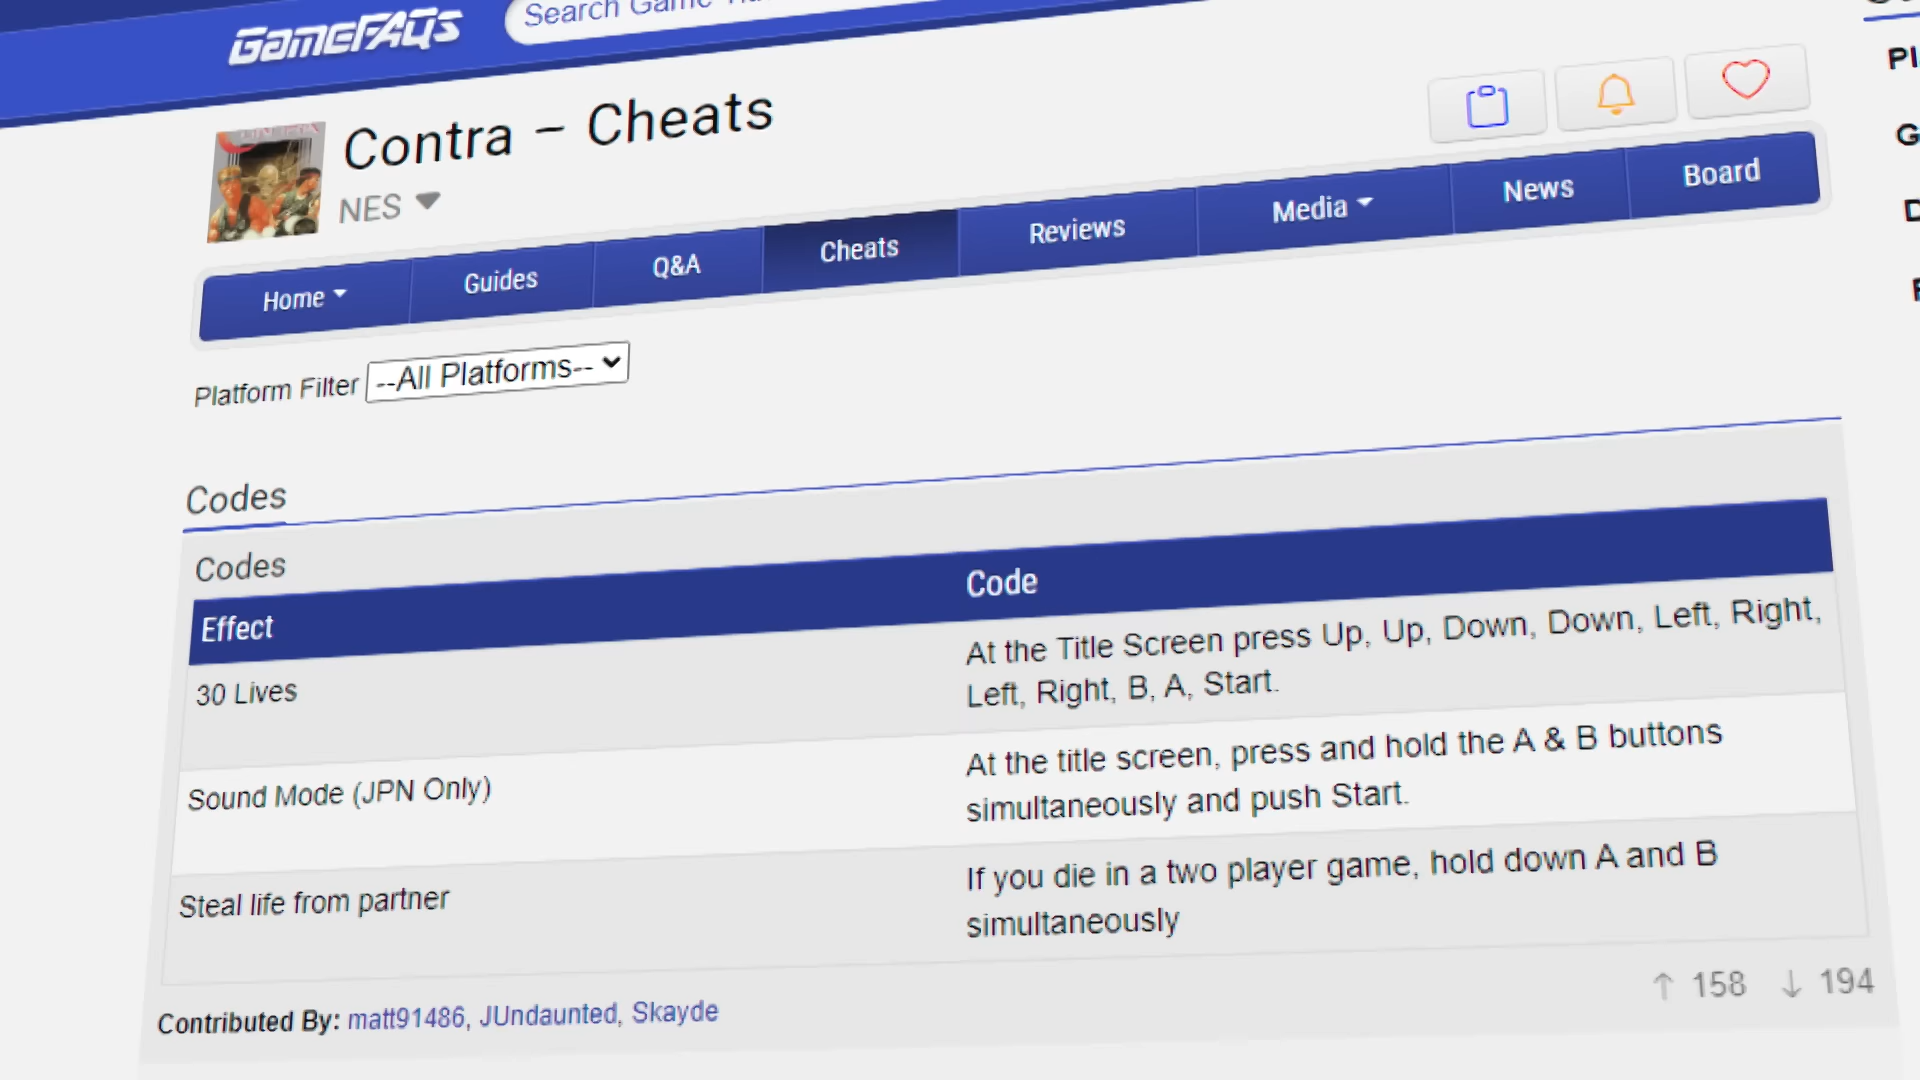 GameFAQs
Search Game
Contra – Cheats
NES
Home
Guides
Q&A
Cheats
Reviews
Media
News
Board
Platform Filter --All Platforms--
Codes
Codes
Effect
Code
30 Lives
At the Title Screen press Up, Up, Down, Down, Left, Right,
Left, Right, B, A, Start.
Sound Mode (JPN Only)
At the title screen, press and hold the A & B buttons
simultaneously and push Start.
Steal life from partner
If you die in a two player game, hold down A and B
simultaneously
158
194
Contributed By: matt91486, JUndaunted, Skayde